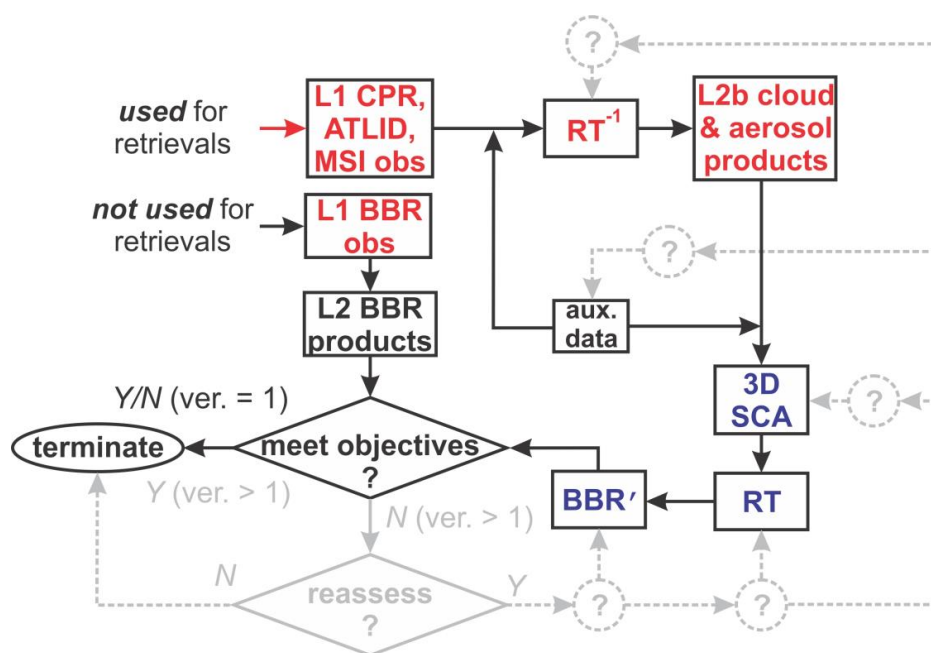 ?
used for
retrievals
L1 CPR,
ATLID,
MSI obs
RT⁻¹
L2b cloud
& aerosol
products
not used for
retrievals
L1 BBR
obs
?
L2 BBR
products
aux.
data
3D
SCA
?
Y/N (ver. = 1)
terminate
meet objectives
?
Y (ver. > 1)
BBR′
RT
N (ver. > 1)
N
reassess
?
Y
?
?